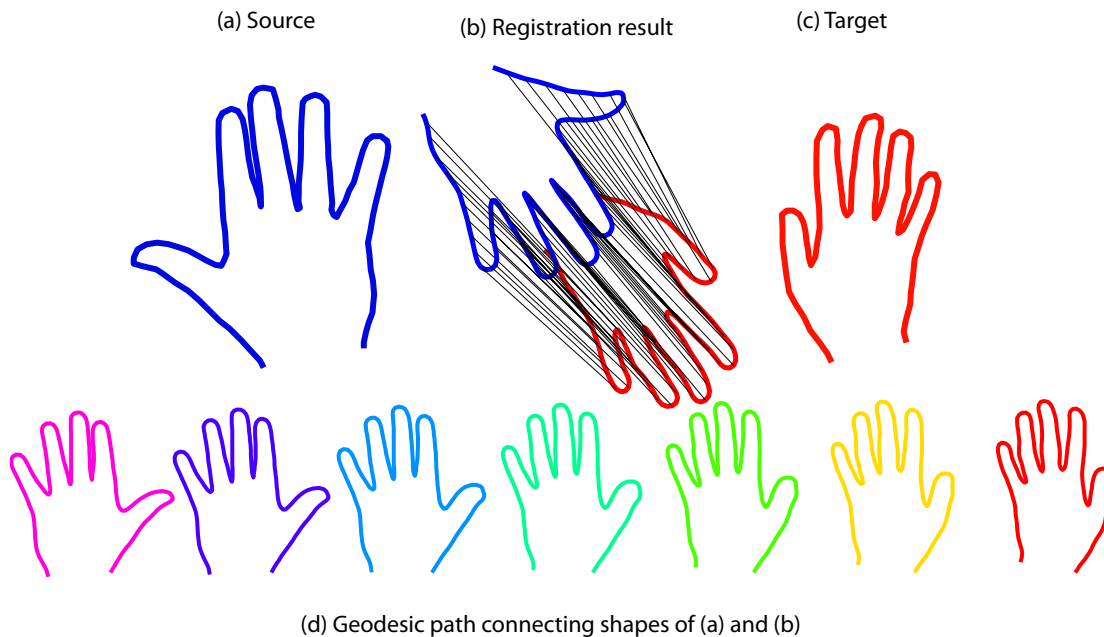 (a) Source
(b) Registration result
(c) Target
(d) Geodesic path connecting shapes of (a) and (b)